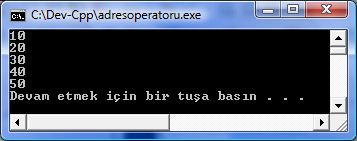 C:\Dev-Cpp\adresoperatoru.exe
10
20
30
40
50
Devam etmek için bir tuşa basın . . .